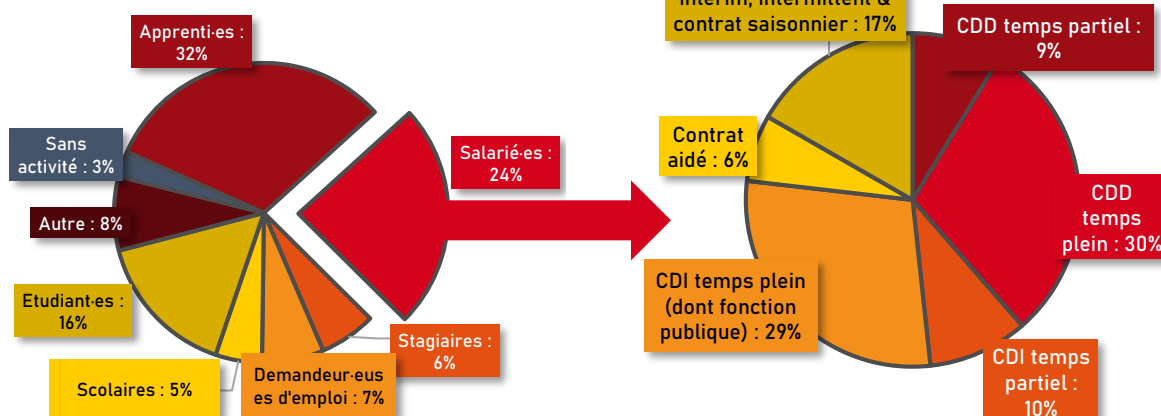 Apprenti·es :
32%
Sans
activité : 3%
Autre : 8%
Etudiant·es :
16%
Scolaires : 5%
Demandeur·eus
es d'emploi : 7%
Stagiaires :
6%
Salarié·es :
24%
Intérim, intermittent &
contrat saisonnier : 17%
CDD temps partiel :
9%
Contrat
aidé : 6%
CDD
temps
plein : 30%
CDI temps plein
(dont fonction
publique) : 29%
CDI temps
partiel :
10%